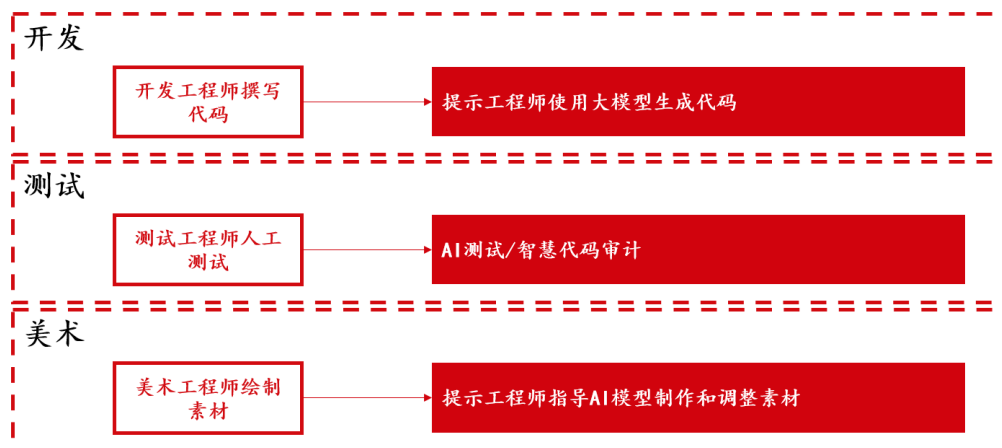 开发
开发工程师撰写
代码
提示工程师使用大模型生成代码
测试
测试工程师人工
测试
AI测试/智慧代码审计
美术
美术工程师绘制
素材
提示工程师指导AI模型制作和调整素材